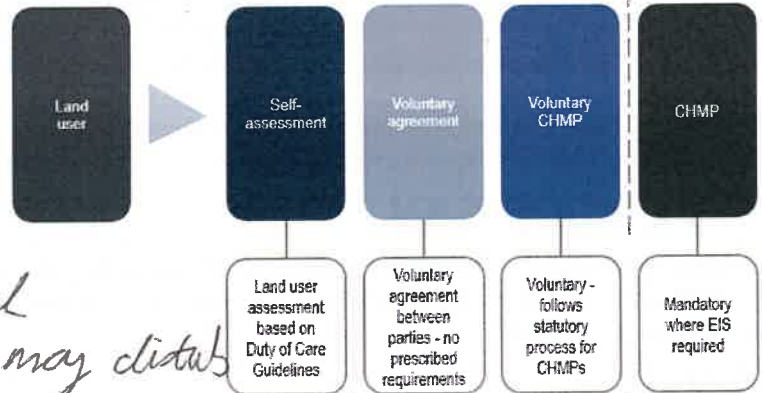 Land
user
Self-
assessment
Voluntary
agreement
Voluntary
CHMP
CHMP
Land user
assessment
based on
Duty of Care
Guidelines
Voluntary
agreement
between
parties - no
prescribed
requirements
Voluntary -
follows
statutory
process for
CHMPs
Mandatory
where EIS
required
may distub